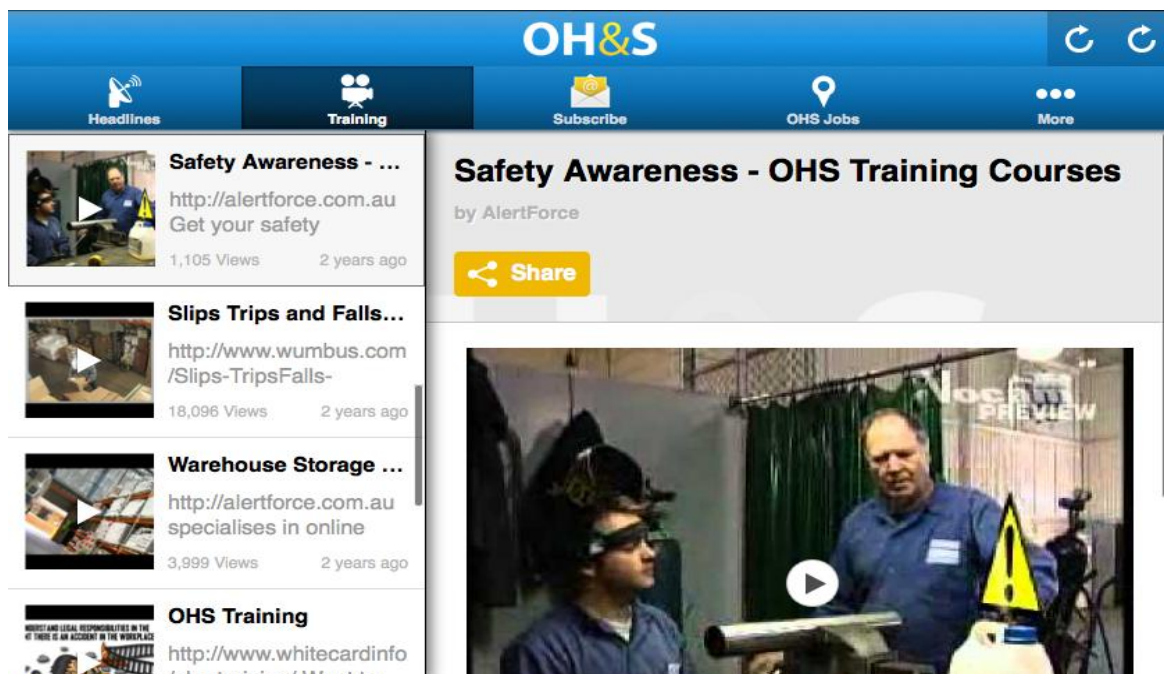 OH&S
Headlines
Training
Subscribe
OHS Jobs
More
Safety Awareness - ...
http://alertforce.com.au
Get your safety
1,105 Views 2 years ago
Slips Trips and Falls...
http://www.wumbus.com
/Slips-TripsFalls-
18,096 Views 2 years ago
Warehouse Storage ...
http://alertforce.com.au
specialises in online
3,999 Views 2 years ago
OHS Training
http://www.whitecardinfo
Safety Awareness - OHS Training Courses
by AlertForce
Share
Nocam
PREVIEW